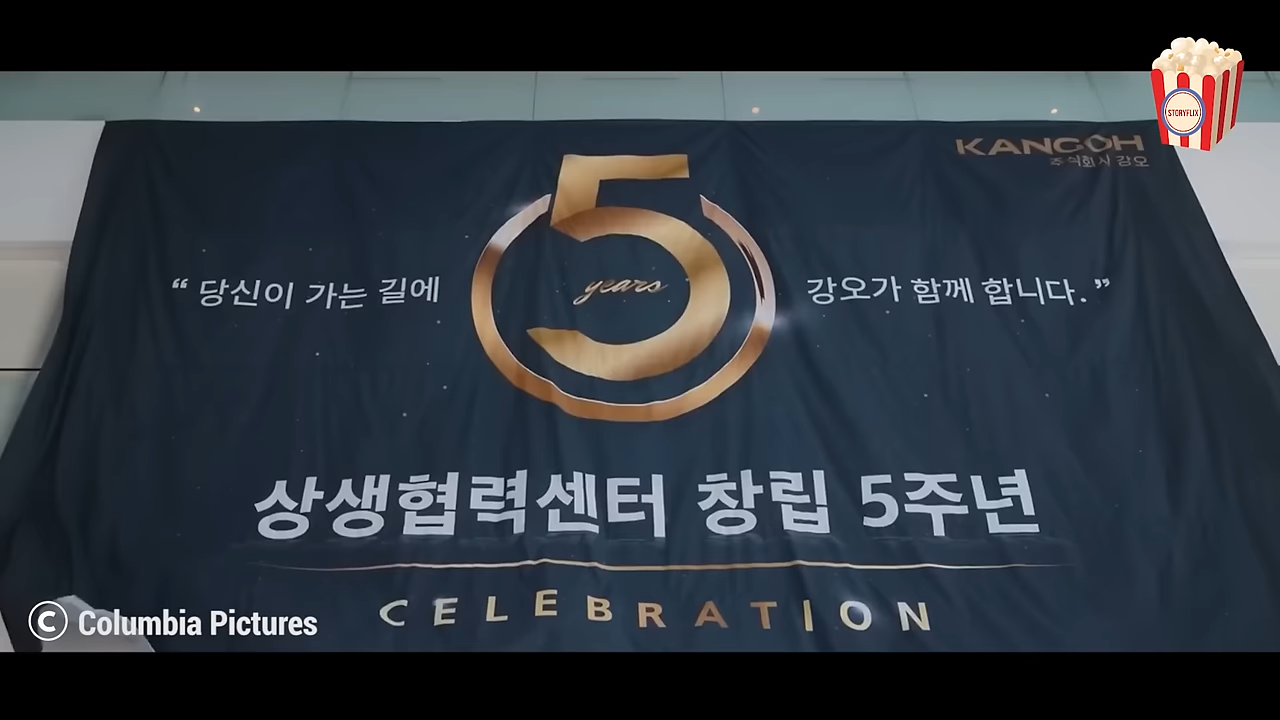 STORYFLIX
KANGOH
주식회사 강오
5
years
“ 당신이 가는 길에 강오가 함께 합니다. ”
상생협력센터 창립 5주년
CELEBRATION
© Columbia Pictures